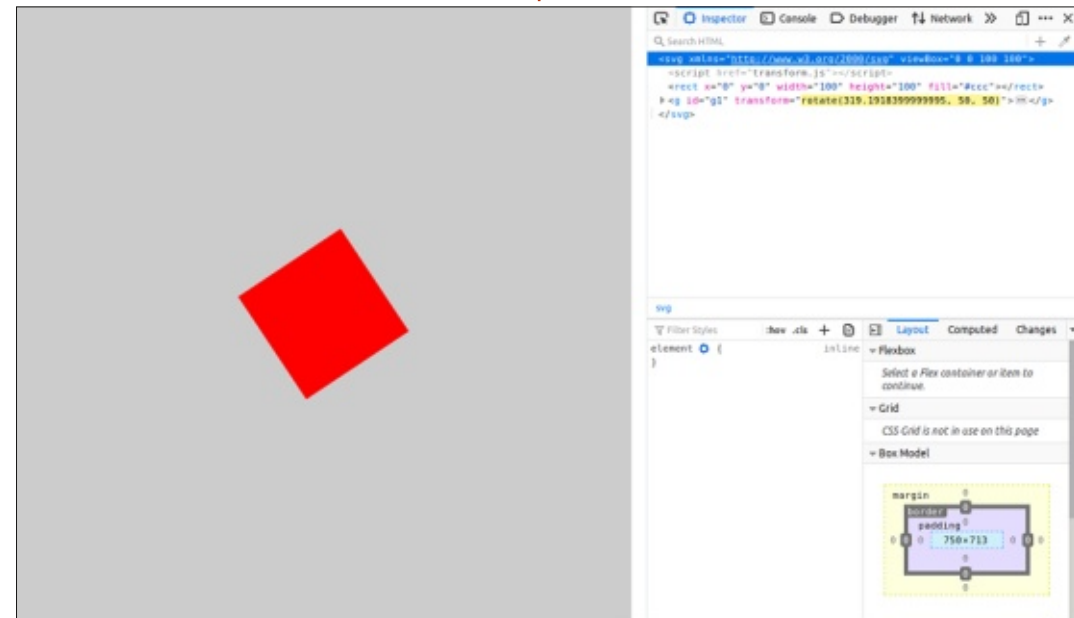 Inspector Console Debugger Network
Search HTML
<svg xmlns="http://www.w3.org/2000/svg" viewBox="0 0 100 100">
<script href="transform.js"></script>
<rect x="0" y="0" width="100" height="100" fill="#ccc"></rect>
<g id="g1" transform="rotate(319.1918399999995, 50, 50)"></g>
</svg>
svg
Filter Styles :hov .cls + Layout Computed Changes
element { inline
}
Flexbox
Select a Flex container or item to
continue.
Grid
CSS Grid is not in use on this page
Box Model
margin 0
border 0
padding 0
0 0 0 750×713 0 0 0
0
0
0